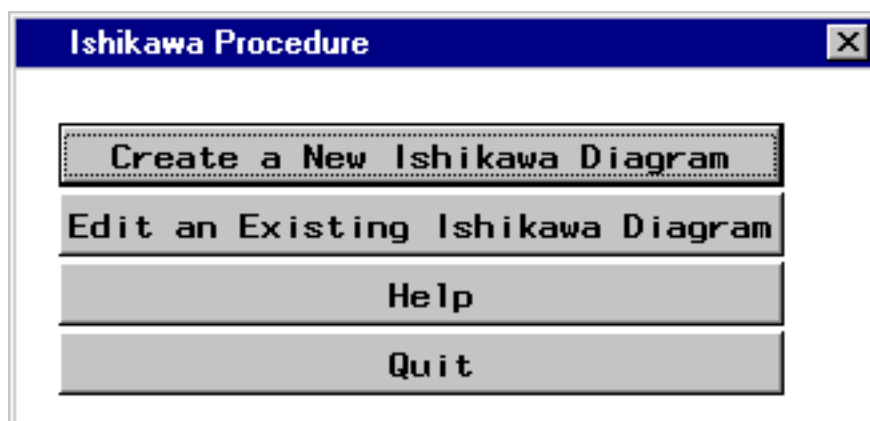 Ishikawa Procedure
Create a New Ishikawa Diagram
Edit an Existing Ishikawa Diagram
Help
Quit